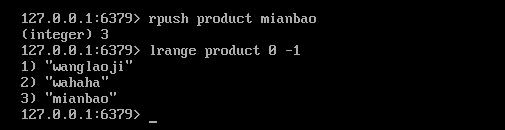 127.0.0.1:6379> rpush product mianbao
(integer) 3
127.0.0.1:6379> lrange product 0 -1
1) "wanglaoji"
2) "wahaha"
3) "mianbao"
127.0.0.1:6379> _